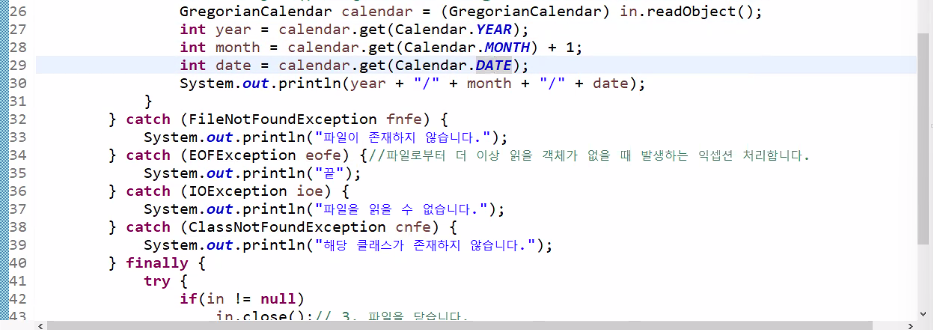 26 GregorianCalendar calendar = (GregorianCalendar) in.readObject();
27 int year = calendar.get(Calendar.YEAR);
28 int month = calendar.get(Calendar.MONTH) + 1;
29 int date = calendar.get(Calendar.DATE);
30 System.out.println(year + "/" + month + "/" + date);
31 }
32 } catch (FileNotFoundException fnfe) {
33 System.out.println("파일이 존재하지 않습니다.");
34 } catch (EOFException eofe) {//파일로부터 더 이상 읽을 객체가 없을 때 발생하는 익셉션 처리합니다.
35 System.out.println("끝");
36 } catch (IOException ioe) {
37 System.out.println("파일을 읽을 수 없습니다.");
38 } catch (ClassNotFoundException cnfe) {
39 System.out.println("해당 클래스가 존재하지 않습니다.");
40 } finally {
41 try {
42 if(in != null)
43 in.close();// 3. 파일을 닫습니다.